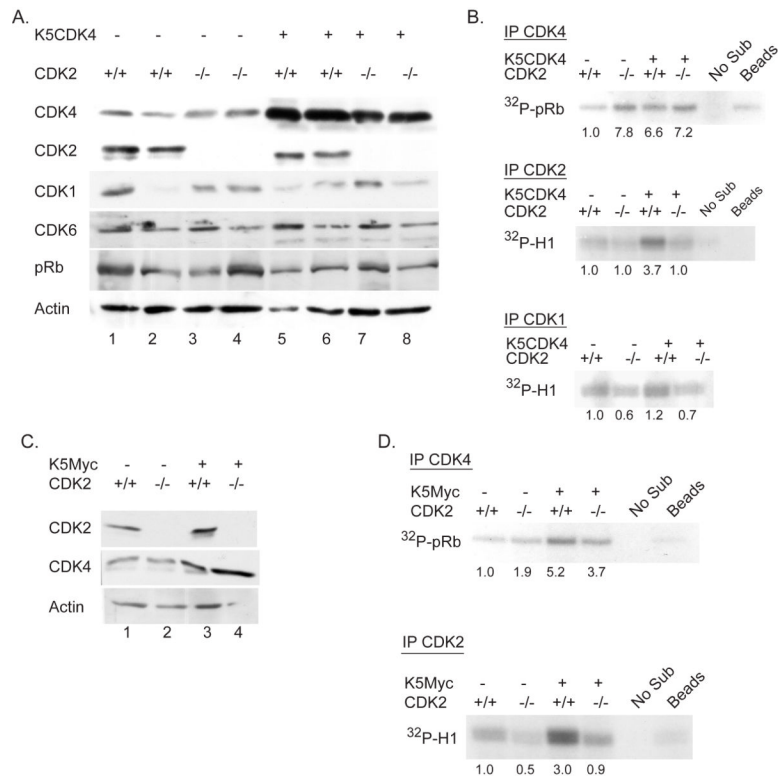 A.
K5CDK4 - - - - + + + +
CDK2 +/+ +/+ -/- -/- +/+ +/+ -/- -/-
CDK4
CDK2
CDK1
CDK6
pRb
Actin
1 2 3 4 5 6 7 8
B.
IP CDK4
K5CDK4 - - + +
CDK2 +/+ -/- +/+ -/- No Sub Beads
32P-pRb
1.0 7.8 6.6 7.2
IP CDK2
K5CDK4 - - + +
CDK2 +/+ -/- +/+ -/- No Sub Beads
32P-H1
1.0 1.0 3.7 1.0
IP CDK1
K5CDK4 - - + +
CDK2 +/+ -/- +/+ -/-
32P-H1
1.0 0.6 1.2 0.7
C.
K5Myc - - + +
CDK2 +/+ -/- +/+ -/-
CDK2
CDK4
Actin
1 2 3 4
D.
IP CDK4
K5Myc - - + +
CDK2 +/+ -/- +/+ -/- No Sub Beads
32P-pRb
1.0 1.9 5.2 3.7
IP CDK2
K5Myc - - + +
CDK2 +/+ -/- +/+ -/- No Sub Beads
32P-H1
1.0 0.5 3.0 0.9